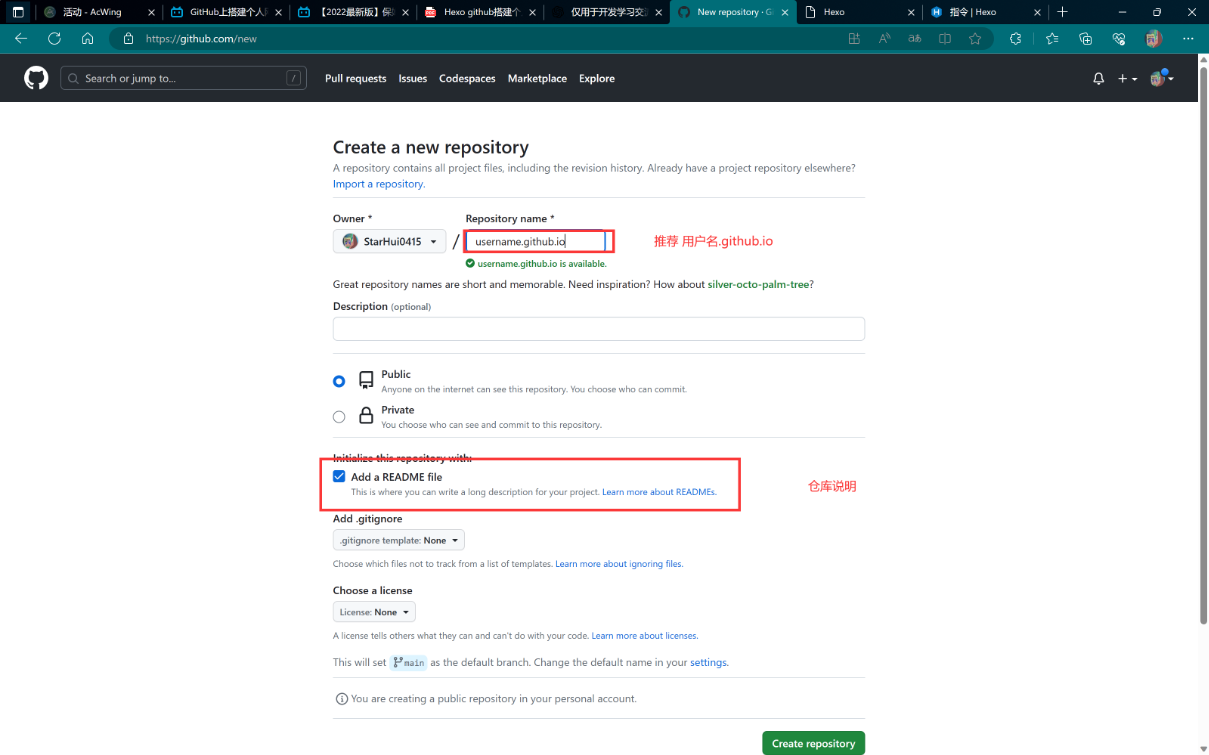 活动 - AcWing
GitHub上搭建个人
【2022最新版】保
Hexo github搭建个
仅用于开发学习交
New repository · Gi
Hexo
指令 | Hexo
https://github.com/new
Search or jump to...
/
Pull requests
Issues
Codespaces
Marketplace
Explore
Create a new repository
A repository contains all project files, including the revision history. Already have a project repository elsewhere?
Import a repository.
Owner *
Repository name *
StarHui0415
/
username.github.io
推荐 用户名.github.io
username.github.io is available.
Great repository names are short and memorable. Need inspiration? How about silver-octo-palm-tree?
Description (optional)
Public
Anyone on the internet can see this repository. You choose who can commit.
Private
You choose who can see and commit to this repository.
Initialize this repository with:
Add a README file
This is where you can write a long description for your project. Learn more about READMEs.
仓库说明
Add .gitignore
.gitignore template: None
Choose which files not to track from a list of templates. Learn more about ignoring files.
Choose a license
License: None
A license tells others what they can and can't do with your code. Learn more about licenses.
This will set main as the default branch. Change the default name in your settings.
You are creating a public repository in your personal account.
Create repository